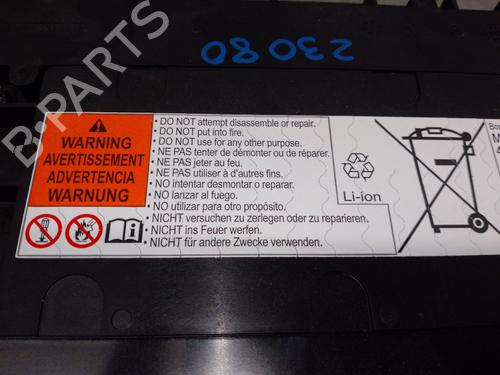 23080
B-PARTS
WARNING
AVERTISSEMENT
ADVERTENCIA
WARNUNG
• DO NOT attempt disassemble or repair.
• DO NOT put into fire.
• DO NOT use for any other purpose.
• NE PAS tenter de démonter ou de réparer.
• NE PAS jeter au feu.
• NE PAS utiliser à d'autres fins.
• NO intentar desmontar o reparar.
• NO lanzar al fuego.
• NO utilizar para otro propósito.
• NICHT versuchen zu zerlegen oder zu reparieren.
• NICHT ins Feuer werfen.
• NICHT für andere Zwecke verwenden.
Li-ion